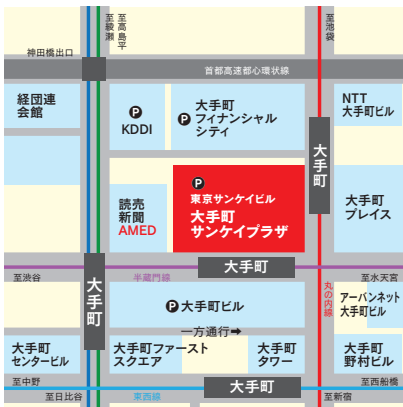 至綾瀬
至高島平
至池袋
神田橋出口
首都高速都心環状線
経団連
会館
P
KDDI
P
大手町
フィナンシャル
シティ
NTT
大手町ビル
大手町
読売
新聞
AMED
P
東京サンケイビル
大手町
サンケイプラザ
大手町
プレイス
大手町
至渋谷
半蔵門線
大手町
至水天宮
丸の内線
P大手町ビル
アーバンネット
大手町ビル
一方通行➡
大手町
センタービル
大手町ファースト
スクエア
大手町
タワー
大手町
野村ビル
至中野
大手町
至西船橋
至日比谷
東西線
至新宿